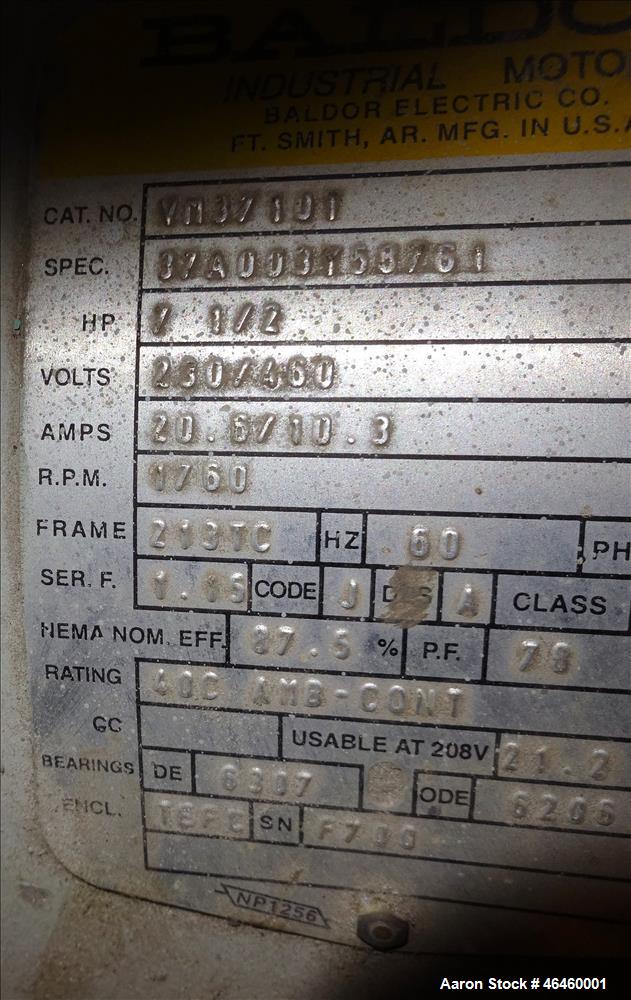 BALDO
INDUSTRIAL MOTO
BALDOR ELECTRIC CO.
FT. SMITH, AR. MFG. IN U.S.A
CAT. NO. VM3710T
SPEC. 37A003Y597G1
HP 7 1/2
VOLTS 230/460
AMPS 20.6/10.3
R.P.M. 1760
FRAME 213TC HZ 60 PH
SER. F. 1.15 CODE J DES A CLASS
NEMA NOM. EFF. 87.5 % P.F. 78
RATING 40C AMB-CONT
CC USABLE AT 208V 21.2
BEARINGS DE 6307 ODE 6206
ENCL. TEFC SN F700
NP1256
Aaron Stock # 46460001